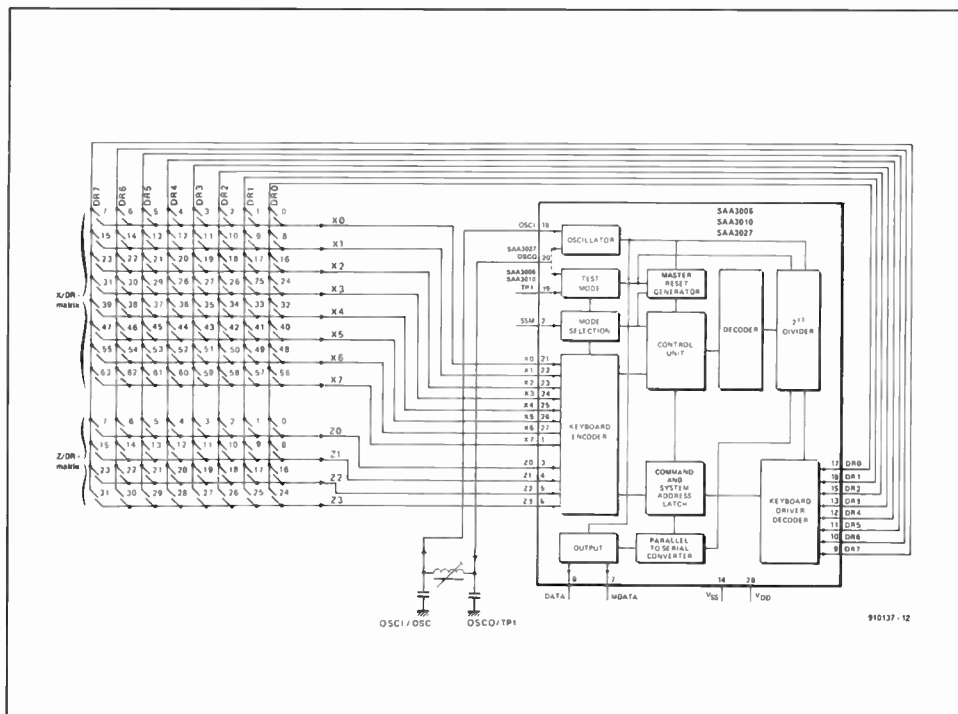 DR7 DR6 DR5 DR4 DR3 DR2 DR1 DR0
7 6 5 4 3 2 1 0 X0
15 14 13 12 11 10 9 8 X1
23 22 21 20 19 18 17 16 X2
31 30 29 28 27 26 75 24 X3
X/DR-
matrix
39 38 37 36 35 34 33 32 X4
47 46 45 44 43 42 41 40 X5
55 54 53 52 51 50 49 48 X6
63 62 61 60 59 58 57 56 X7
7 6 5 4 3 2 1 0 Z0
Z/DR-
matrix
15 14 13 12 11 10 9 8 Z1
23 22 21 20 19 18 17 16 Z2
31 30 29 28 27 26 25 24 Z3
OSCI / OSC
OSCO/TP1
SAA3006
SAA3010
SAA3027
OSCI 18
SAA3027
OSCO 20
SAA3006
SAA3010
TP1 19
SSM 2
X0 21
X1 22
X2 23
X3 24
X4 25
X5 26
X6 27
X7 1
Z0 3
Z1 4
Z2 5
Z3 6
OSCILLATOR
TEST
MODE
MODE
SELECTION
KEYBOARD
ENCODER
MASTER
RESET
GENERATOR
CONTROL
UNIT
DECODER
2¹³
DIVIDER
COMMAND
AND
SYSTEM
ADDRESS
LATCH
KEYBOARD
DRIVER
DECODER
OUTPUT
PARALLEL
TO SERIAL
CONVERTER
17 DR0
DR1
15 DR2
13 DR3
12 DR4
11 DR5
10 DR6
9 DR7
8 7 14 28
DATA MDATA VSS VDD
910137 - 12